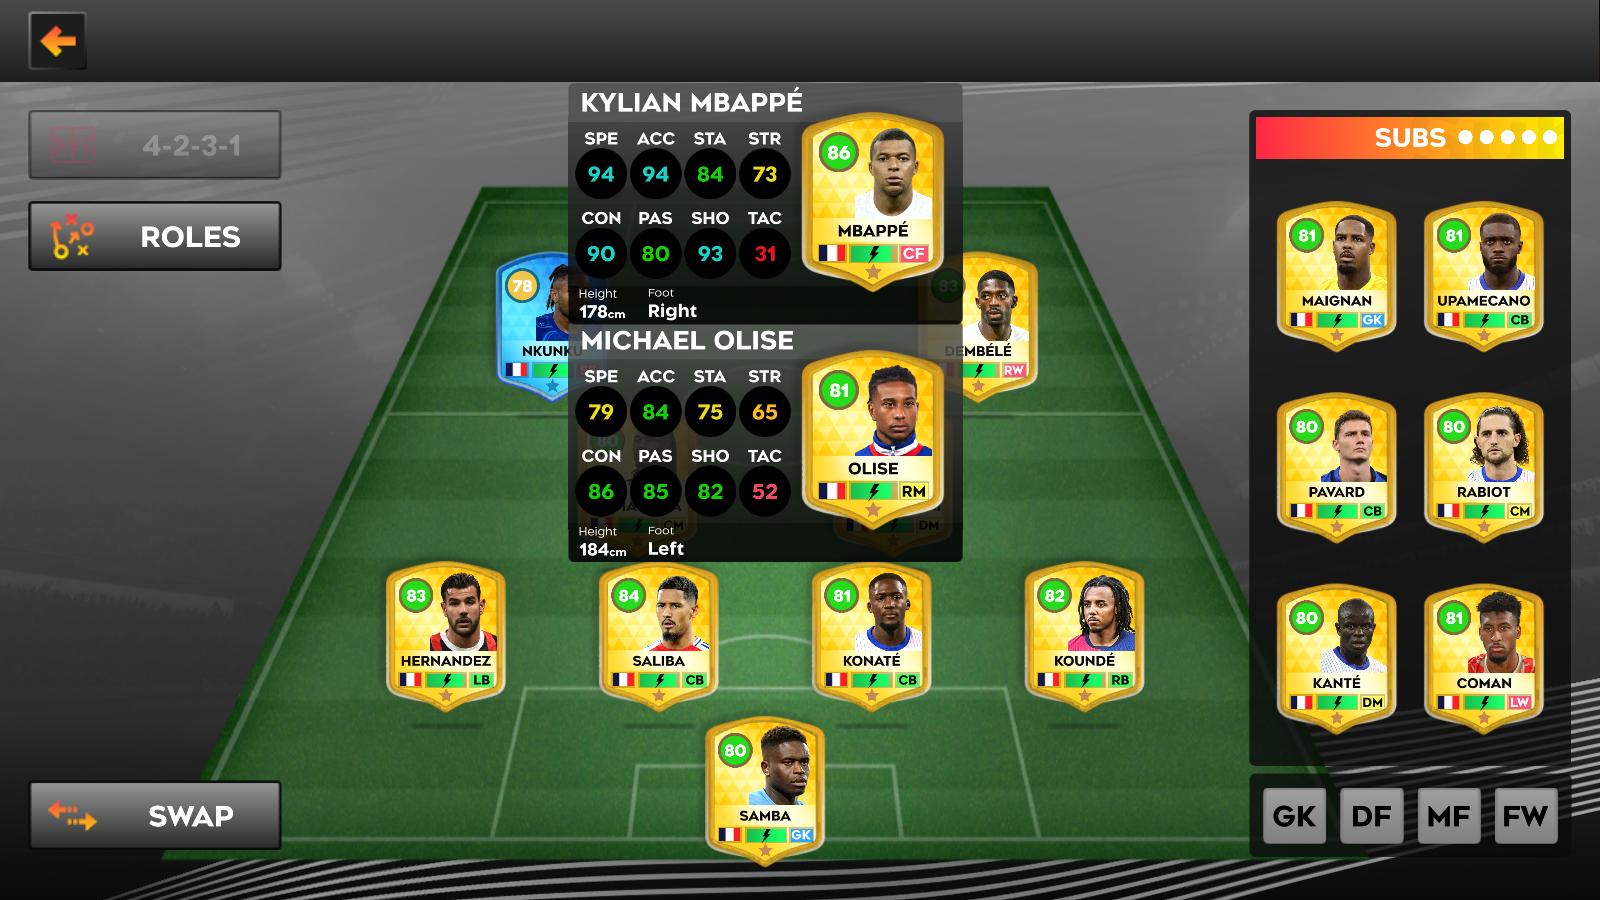 4-2-3-1
ROLES
SWAP
KYLIAN MBAPPÉ
SPE ACC STA STR
94 94 84 73
CON PAS SHO TAC
90 80 93 31
Height Foot
178cm Right
86
MBAPPÉ
CF
MICHAEL OLISE
SPE ACC STA STR
79 84 75 65
CON PAS SHO TAC
86 85 82 52
Height Foot
184cm Left
81
OLISE
RM
78
NKUNKU
83
DEMBÉLÉ
RW
80
CM
DM
83
HERNANDEZ
LB
84
SALIBA
CB
81
KONATÉ
CB
82
KOUNDÉ
RB
80
SAMBA
GK
SUBS
81
MAIGNAN
GK
81
UPAMECANO
CB
80
PAVARD
CB
80
RABIOT
CM
80
KANTÉ
DM
81
COMAN
LW
GK DF MF FW